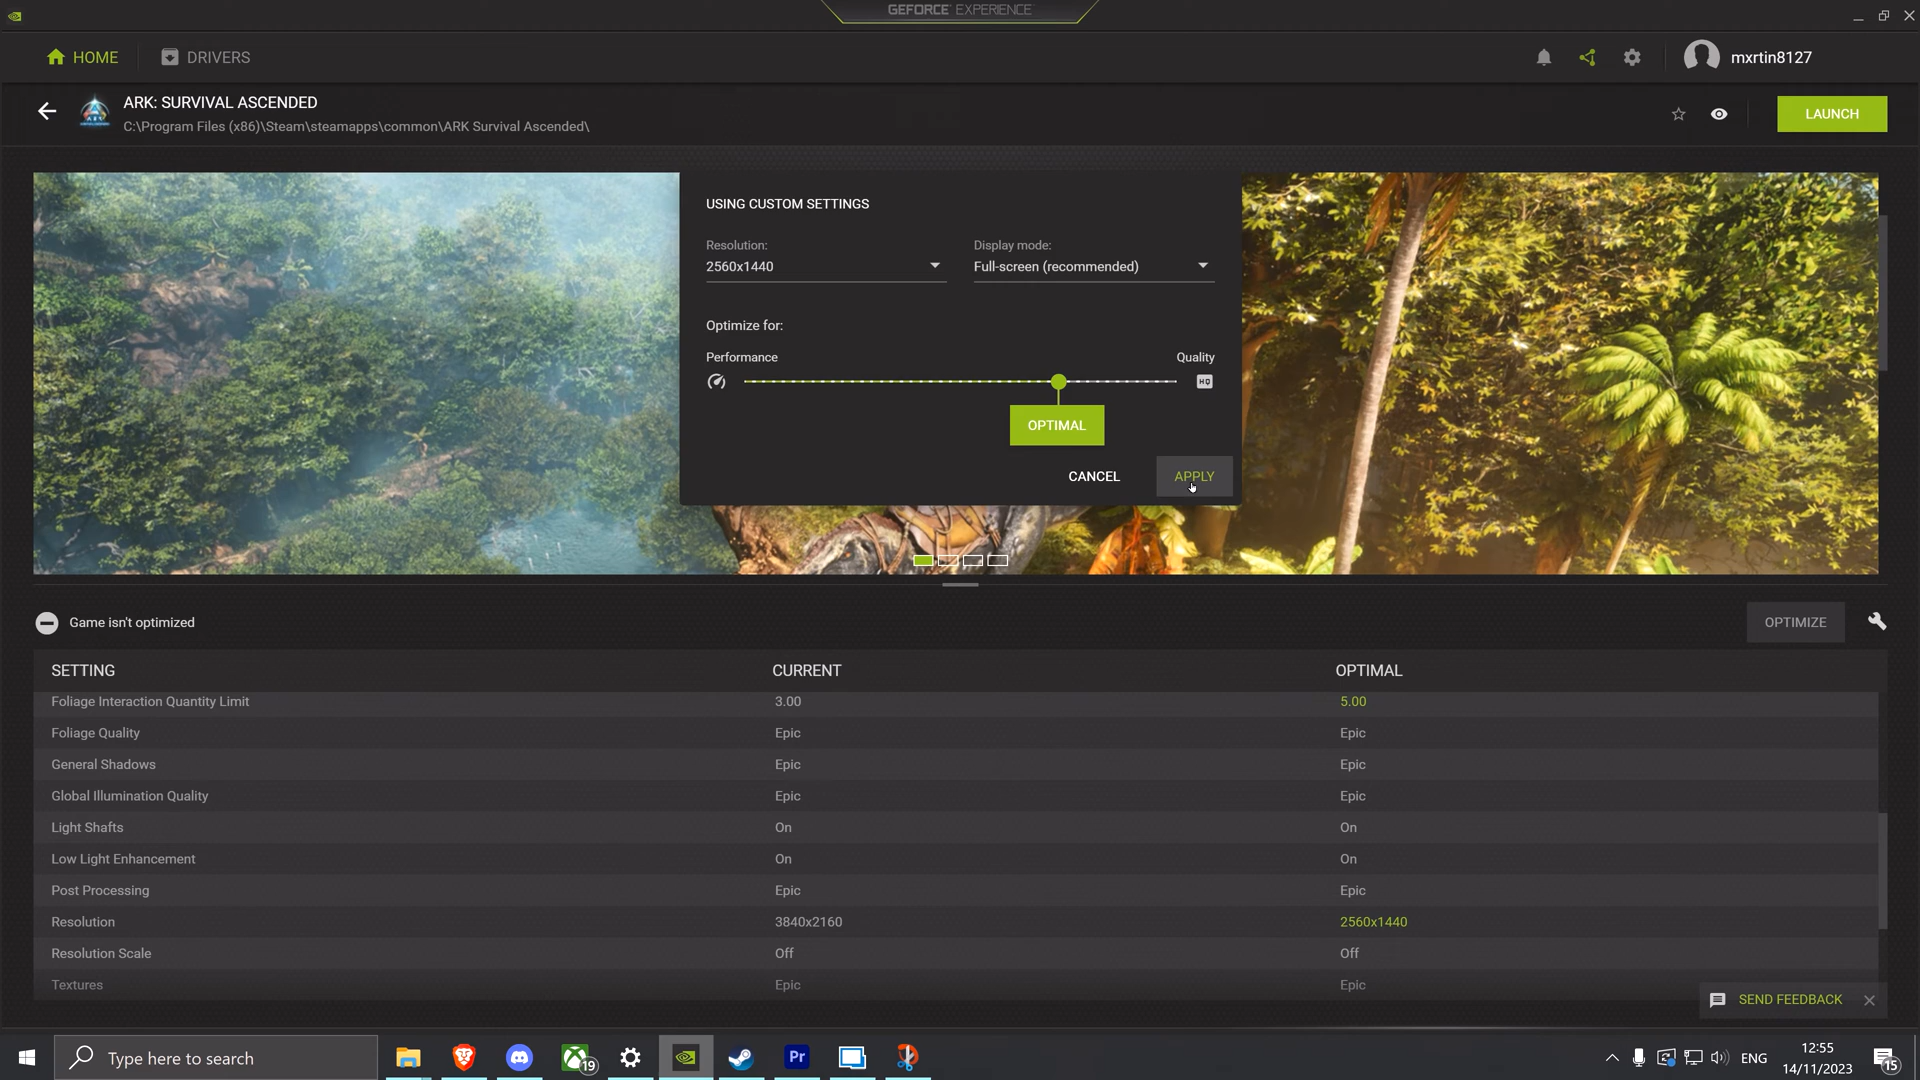 GEFORCE EXPERIENCE
HOME
DRIVERS
mxrtin8127
ARK: SURVIVAL ASCENDED
C:\Program Files (x86)\Steam\steamapps\common\ARK Survival Ascended\
LAUNCH
USING CUSTOM SETTINGS
Resolution:
Display mode:
2560x1440
Full-screen (recommended)
Optimize for:
Performance
Quality
HQ
OPTIMAL
CANCEL
APPLY
Game isn't optimized
OPTIMIZE
SETTING CURRENT OPTIMAL
Foliage Interaction Quantity Limit 3.00 5.00
Foliage Quality Epic Epic
General Shadows Epic Epic
Global Illumination Quality Epic Epic
Light Shafts On On
Low Light Enhancement On On
Post Processing Epic Epic
Resolution 3840x2160 2560x1440
Resolution Scale Off Off
Textures Epic Epic
SEND FEEDBACK
Type here to search
19
Pr
ENG
12:55
14/11/2023
15